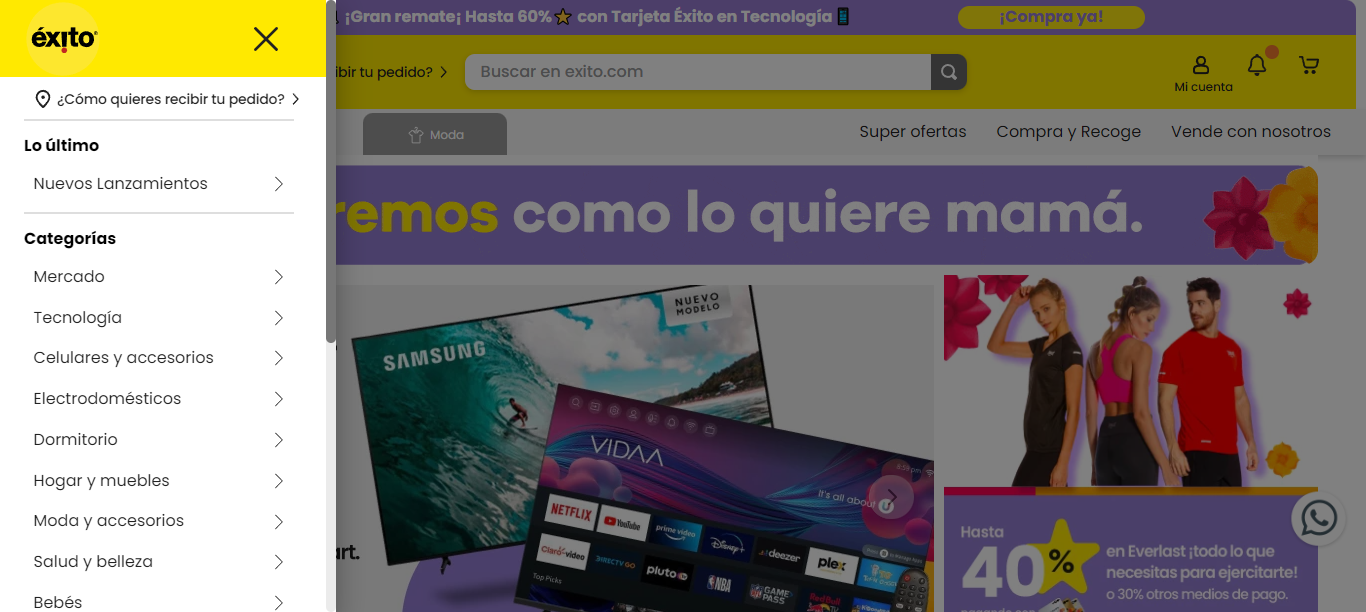 éxito
¡Gran remate¡ Hasta 60%⭐ con Tarjeta Éxito en Tecnología📱
¡Compra ya!
ibir tu pedido?
Buscar en exito.com
Mi cuenta
¿Cómo quieres recibir tu pedido?
Moda
Super ofertas
Compra y Recoge
Vende con nosotros
Lo último
Nuevos Lanzamientos
Categorías
Mercado
Tecnología
Celulares y accesorios
Electrodomésticos
Dormitorio
Hogar y muebles
Moda y accesorios
Salud y belleza
Bebés
remos como lo quiere mamá.
NUEVO
MODELO
SAMSUNG
VIDAA
It's all about
NETFLIX
YouTube
prime video
Disney+
deezer
plex
Claro-video
DIRECTV GO
pluto tv
NBA
GAME PASS
Red Bull
Top Picks
art.
Hasta
40%
en Everlast ¡todo lo que
necesitas para ejercitarte!
o 30% otros medios de pago.